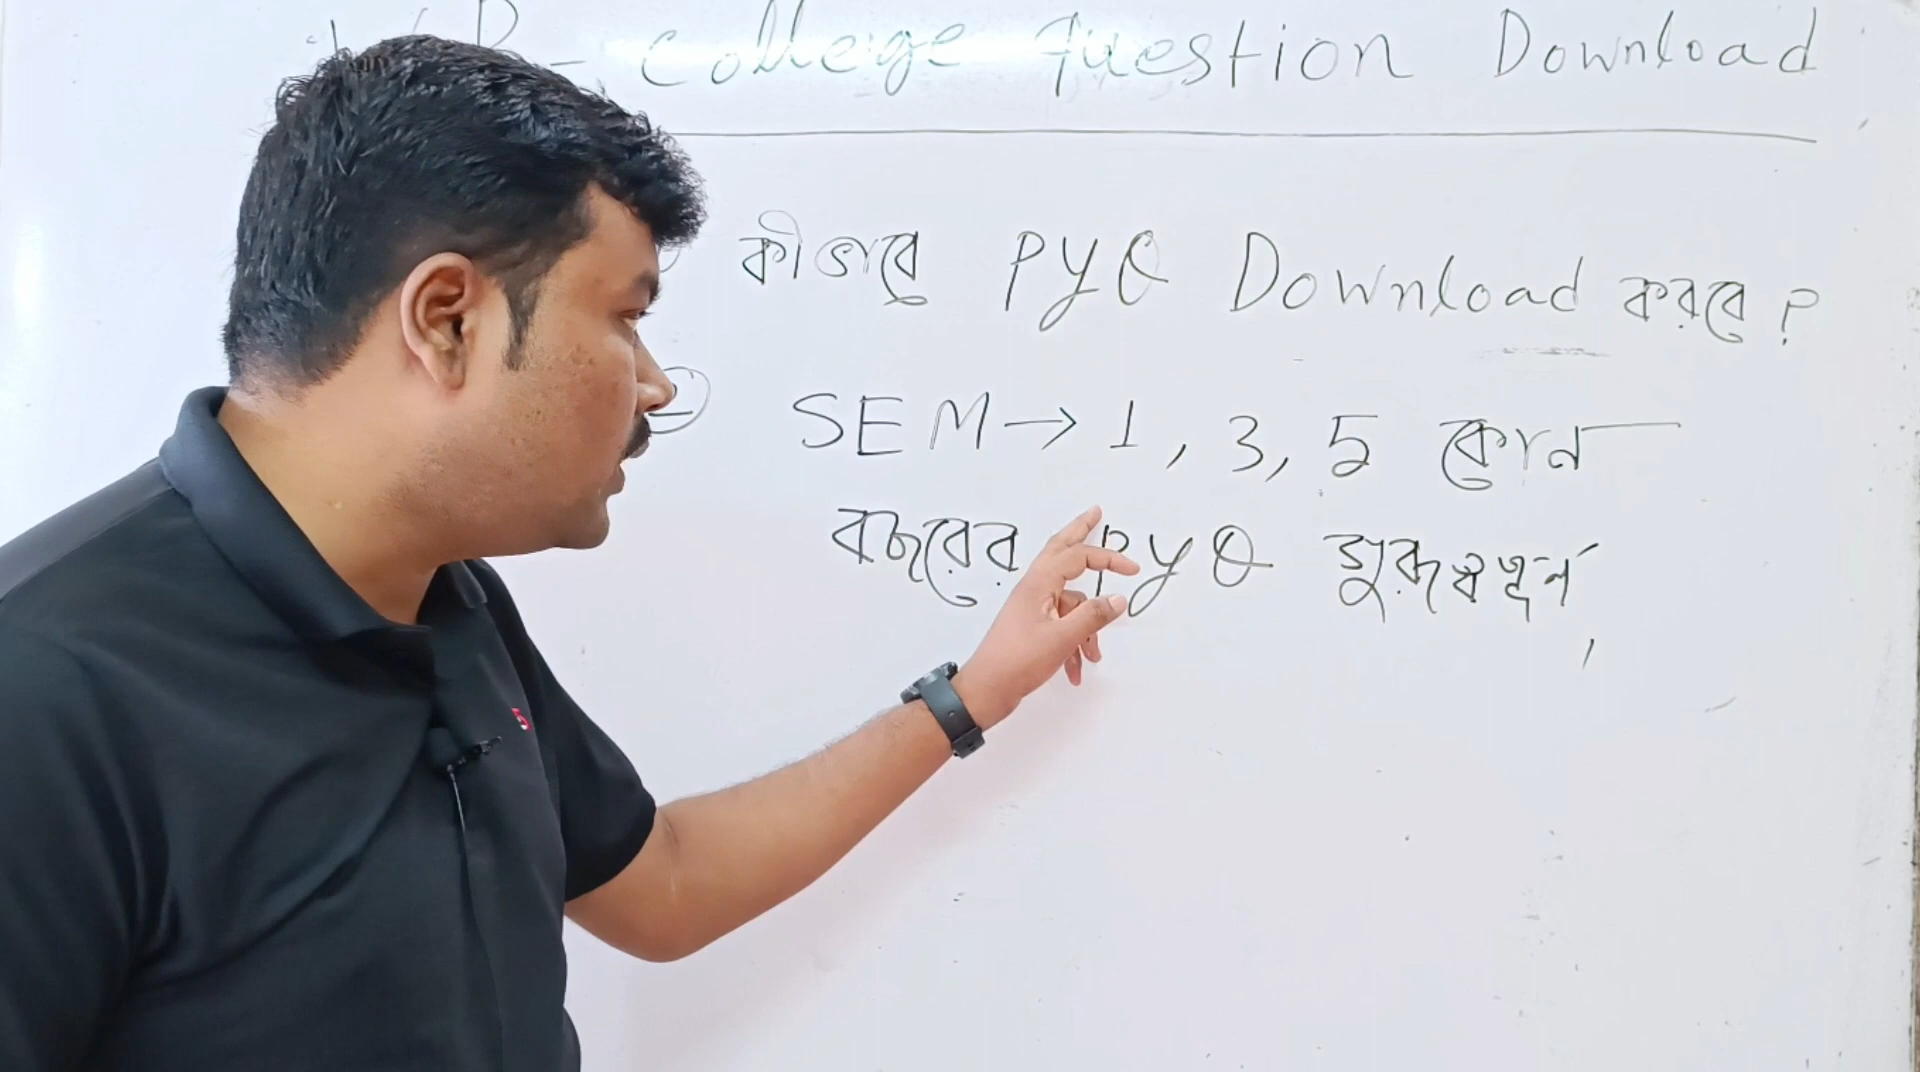 College Question Download
কীভাবে PYQ Download করবে?
SEM → 1, 3, 5 কোন
বছরের PYQ গুরুত্বপূর্ণ